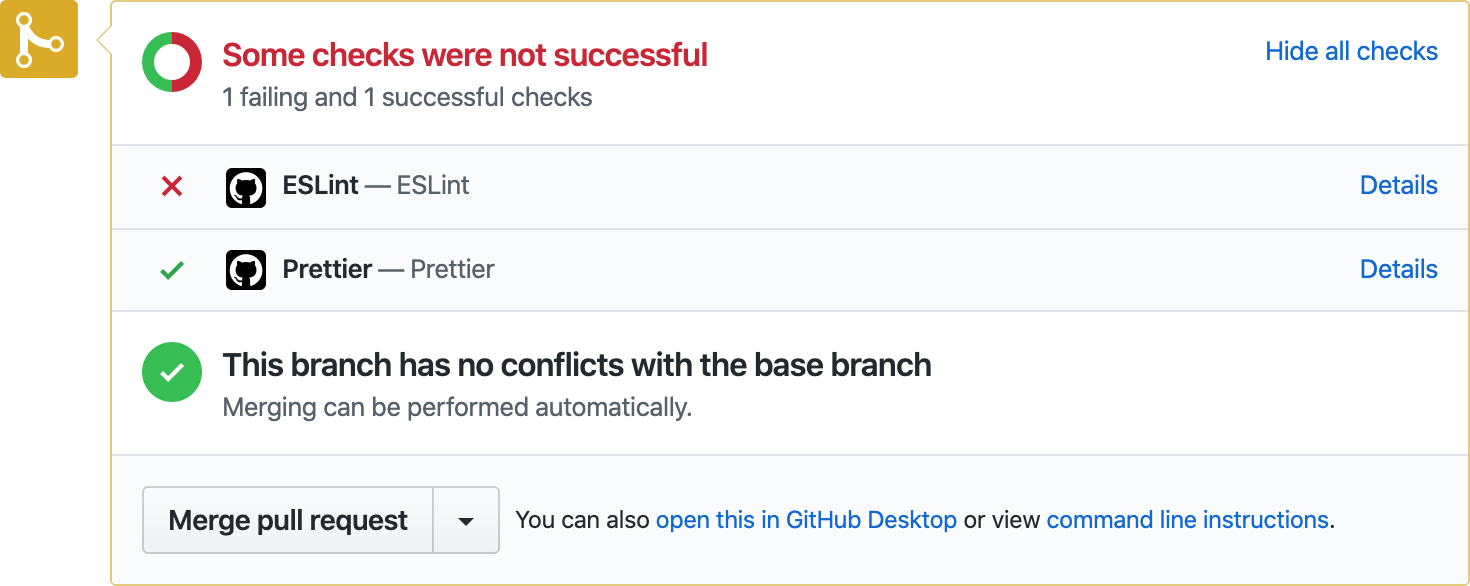 Some checks were not successful
Hide all checks
1 failing and 1 successful checks
ESLint — ESLint
Details
Prettier — Prettier
Details
This branch has no conflicts with the base branch
Merging can be performed automatically.
Merge pull request
You can also open this in GitHub Desktop or view command line instructions.